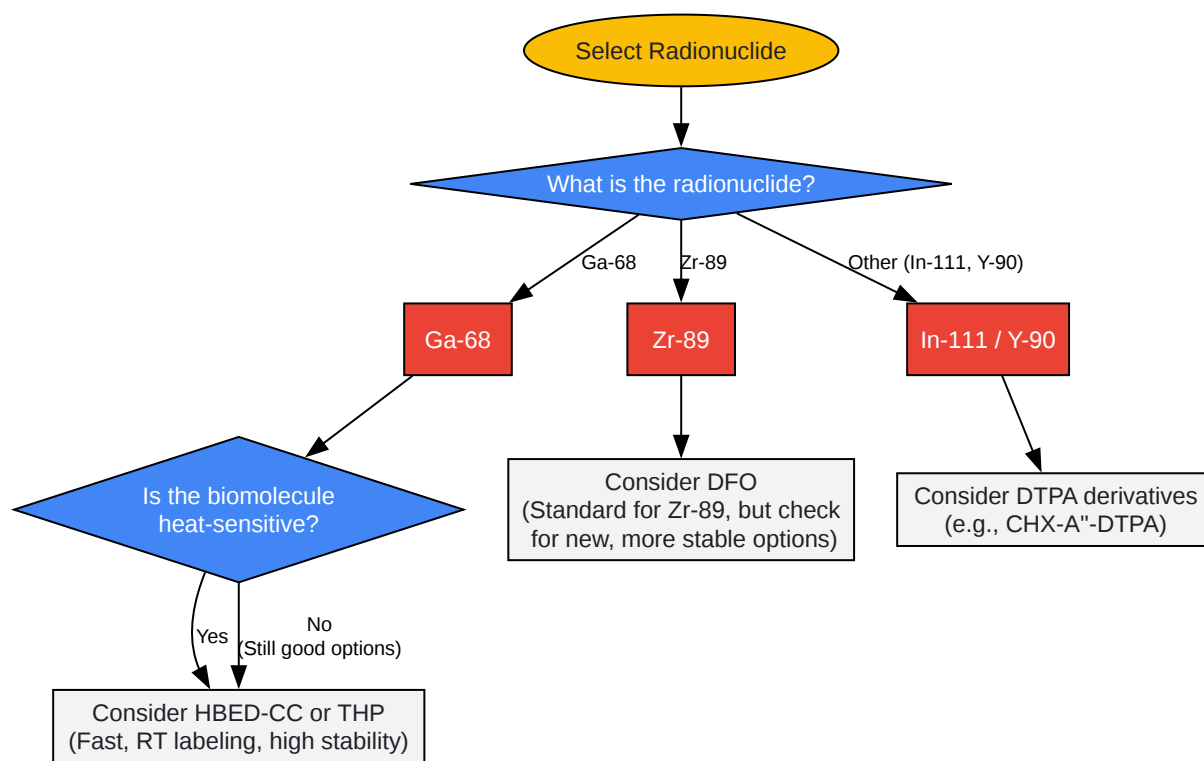 Select Radionuclide
What is the radionuclide?
Ga-68
Zr-89
Other (In-111, Y-90)
Ga-68
Zr-89
In-111 / Y-90
Is the biomolecule
heat-sensitive?
Consider DFO
(Standard for Zr-89, but check
for new, more stable options)
Consider DTPA derivatives
(e.g., CHX-A"-DTPA)
Yes
No
(Still good options)
Consider HBED-CC or THP
(Fast, RT labeling, high stability)